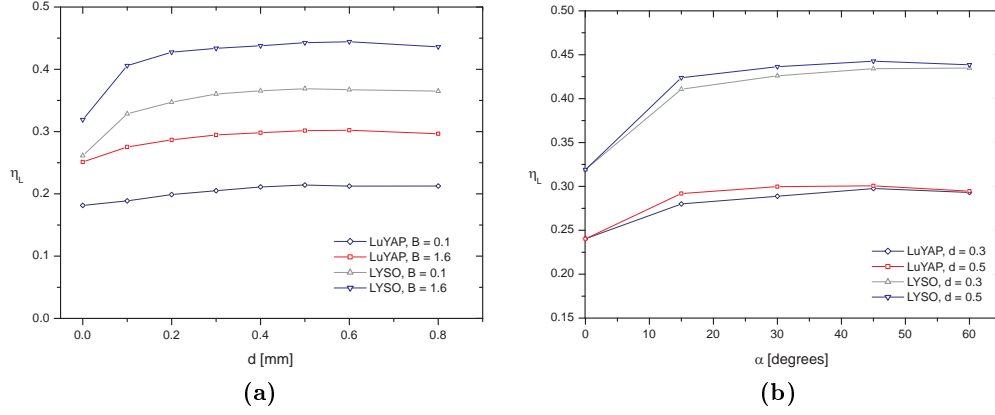 0.5
0.4
0.3
0.2
0.1
0.0
η_L
0.0 0.2 0.4 0.6 0.8
d [mm]
LuYAP, B = 0.1
LuYAP, B = 1.6
LYSO, B = 0.1
LYSO, B = 1.6
(a)
0.50
0.45
0.40
0.35
0.30
0.25
0.20
0.15
η_L
0 10 20 30 40 50 60
α [degrees]
LuYAP, d = 0.3
LuYAP, d = 0.5
LYSO, d = 0.3
LYSO, d = 0.5
(b)